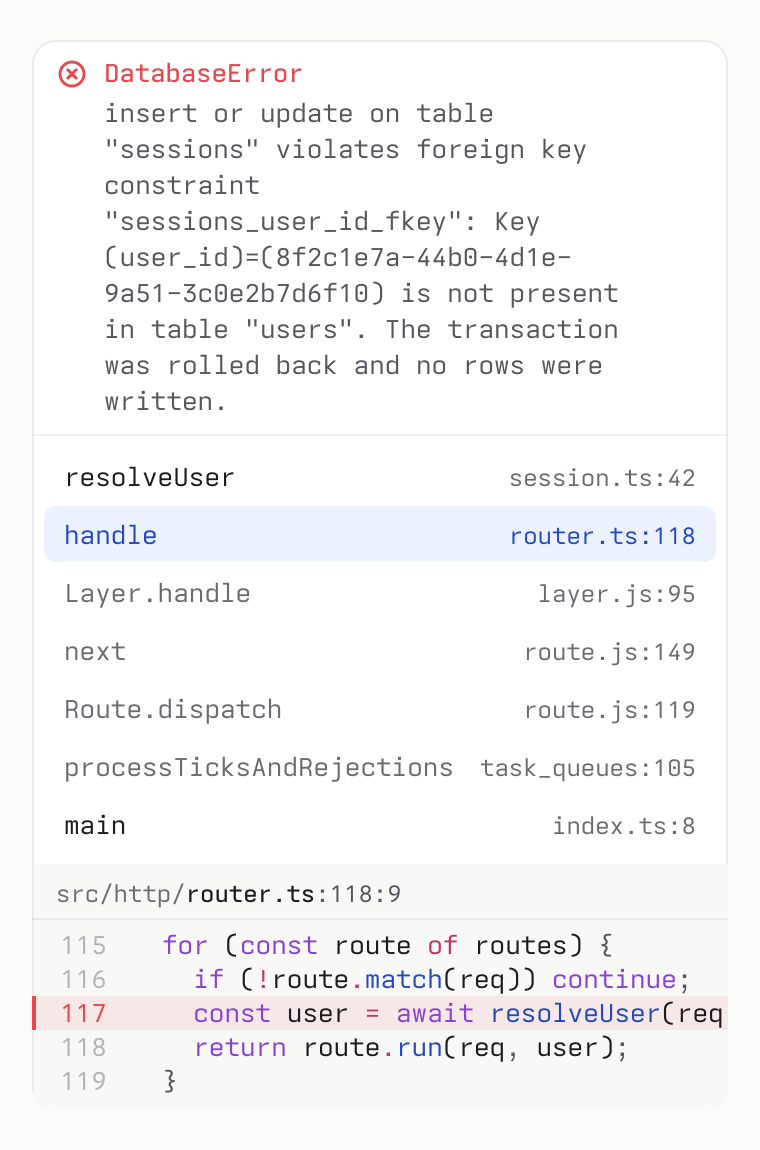 DatabaseError
insert or update on table
"sessions" violates foreign key
constraint
"sessions_user_id_fkey": Key
(user_id)=(8f2c1e7a-44b0-4d1e-
9a51-3c0e2b7d6f10) is not present
in table "users". The transaction
was rolled back and no rows were
written.
resolveUser session.ts:42
handle router.ts:118
Layer.handle layer.js:95
next route.js:149
Route.dispatch route.js:119
processTicksAndRejections task_queues:105
main index.ts:8
src/http/router.ts:118:9
115 for (const route of routes) {
116 if (!route.match(req)) continue;
117 const user = await resolveUser(req
118 return route.run(req, user);
119 }